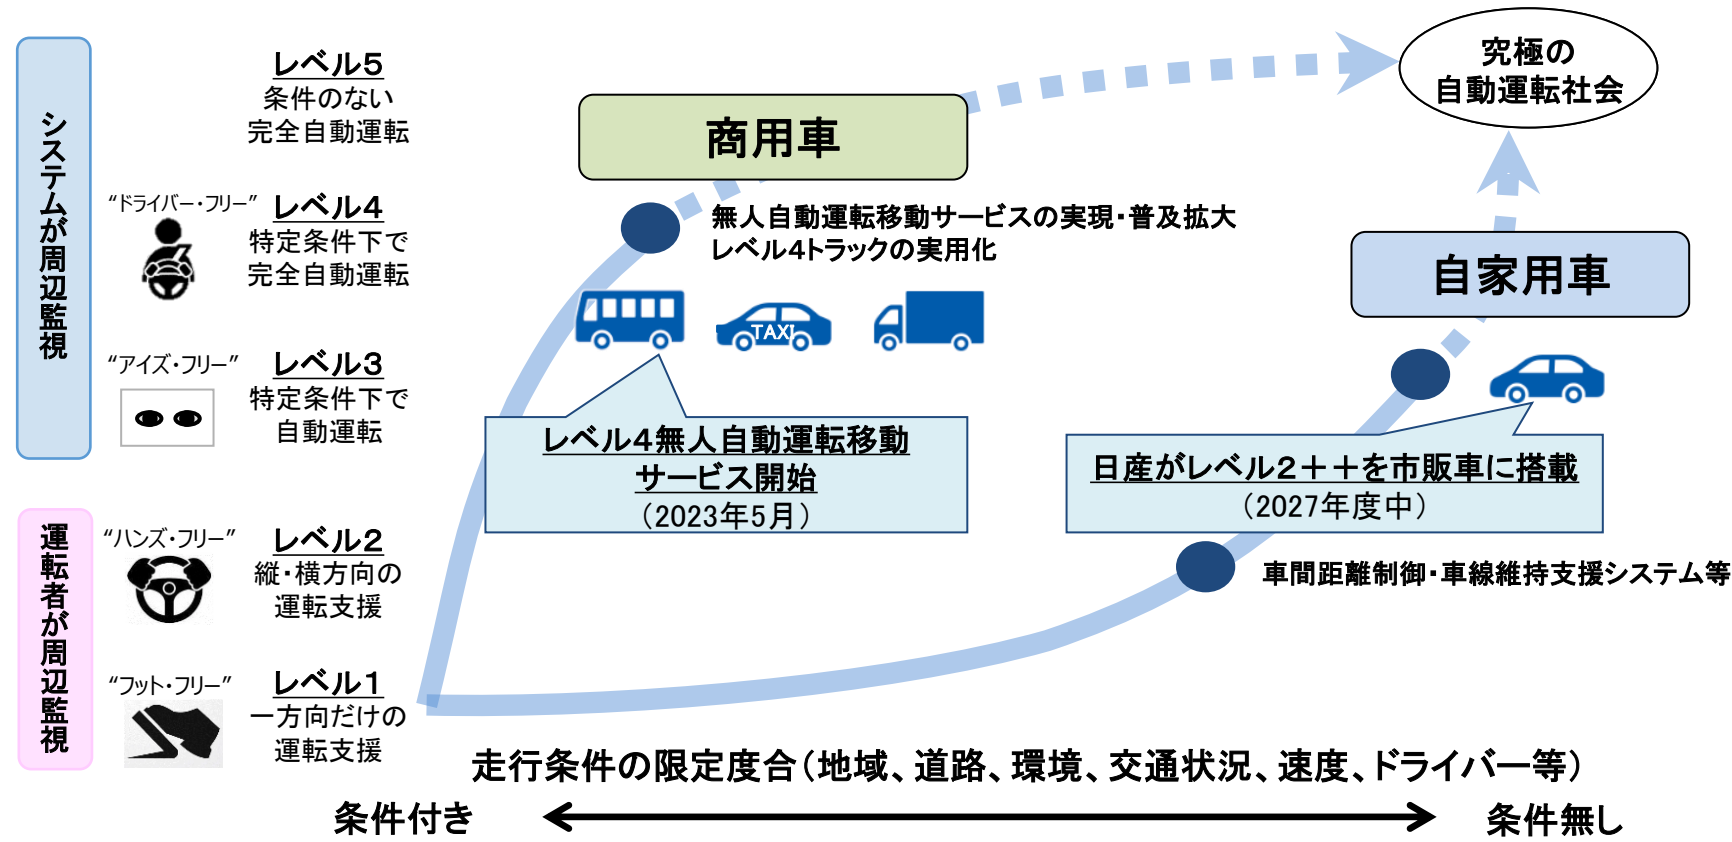 システムが周辺監視
レベル5
条件のない
完全自動運転
“ドライバー・フリー”
レベル4
特定条件下で
完全自動運転
“アイズ・フリー”
レベル3
特定条件下で
自動運転
運転者が周辺監視
“ハンズ・フリー”
レベル2
縦・横方向の
運転支援
“フット・フリー”
レベル1
一方向だけの
運転支援
商用車
無人自動運転移動サービスの実現・普及拡大
レベル4トラックの実用化
TAXI
レベル4無人自動運転移動
サービス開始
（2023年5月）
究極の
自動運転社会
自家用車
日産がレベル2++を市販車に搭載
（2027年度中）
車間距離制御・車線維持支援システム等
走行条件の限定度合（地域、道路、環境、交通状況、速度、ドライバー等）
条件付き
条件無し